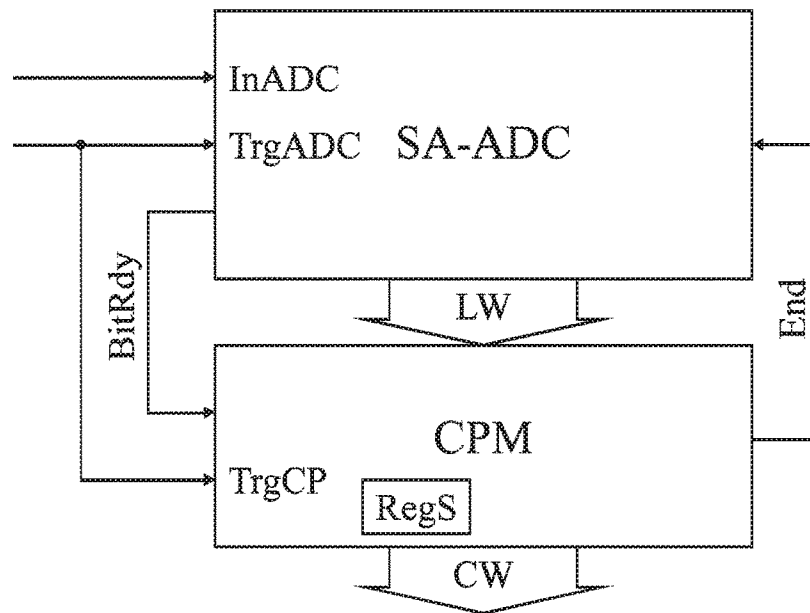 InADC
TrgADC
SA-ADC
BitRdy
LW
End
CPM
TrgCP
RegS
CW